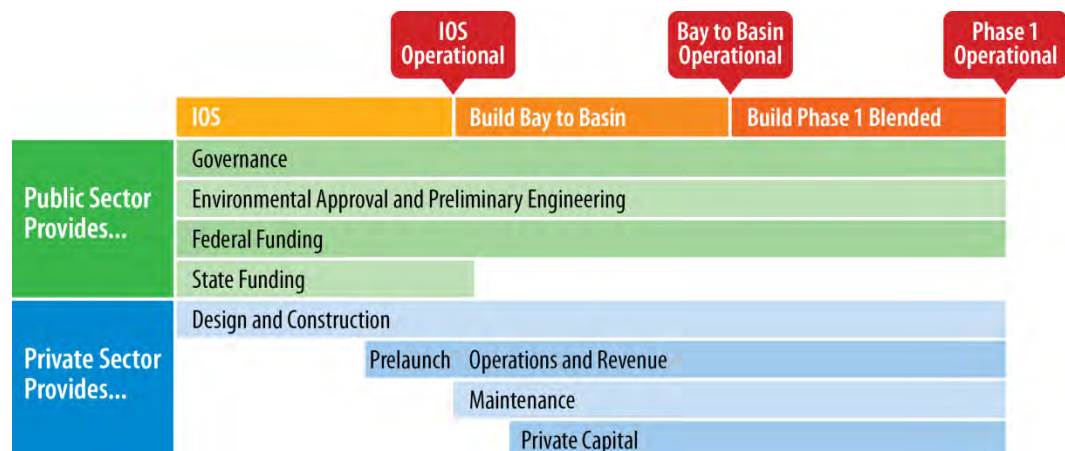 IOS
Operational
Bay to Basin
Operational
Phase 1
Operational
IOS
Build Bay to Basin
Build Phase 1 Blended
Public Sector
Provides...
Governance
Environmental Approval and Preliminary Engineering
Federal Funding
State Funding
Private Sector
Provides...
Design and Construction
Prelaunch
Operations and Revenue
Maintenance
Private Capital